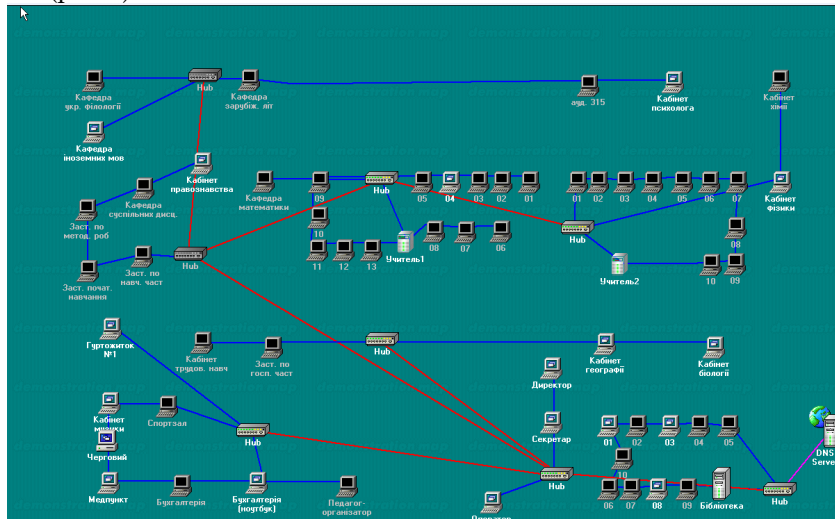 demonstration map
Hub
Кафедра
укр. філології
Кафедра
зарубіж. літ
ауд. 315
Кабінет
психолога
Кабінет
хімії
Кафедра
іноземних мов
Кабінет
правознавства
Кафедра
суспільних дисц.
Заст. по
метод. роб
Заст. почат.
навчання
Заст. по
навч. част
Hub
Кафедра
математики
09
Hub
05
04
03
02
01
10
11
12
13
Учитель1
08
07
06
01
02
03
04
05
06
07
Кабінет
фізики
Hub
08
Учитель2
10
09
Гуртожиток
№1
Кабінет
трудов. навч
Заст. по
госп. част
Hub
Кабінет
географії
Кабінет
біології
Директор
Секретар
Кабінет
музики
Спортзал
Hub
Черговий
Медпункт
Бухгалтерія
Бухгалтерія
(ноутбук)
Педагог-
організатор
Hub
Оператор
01
02
03
04
05
10
06
07
08
09
Бібліотека
Hub
DNS
Server